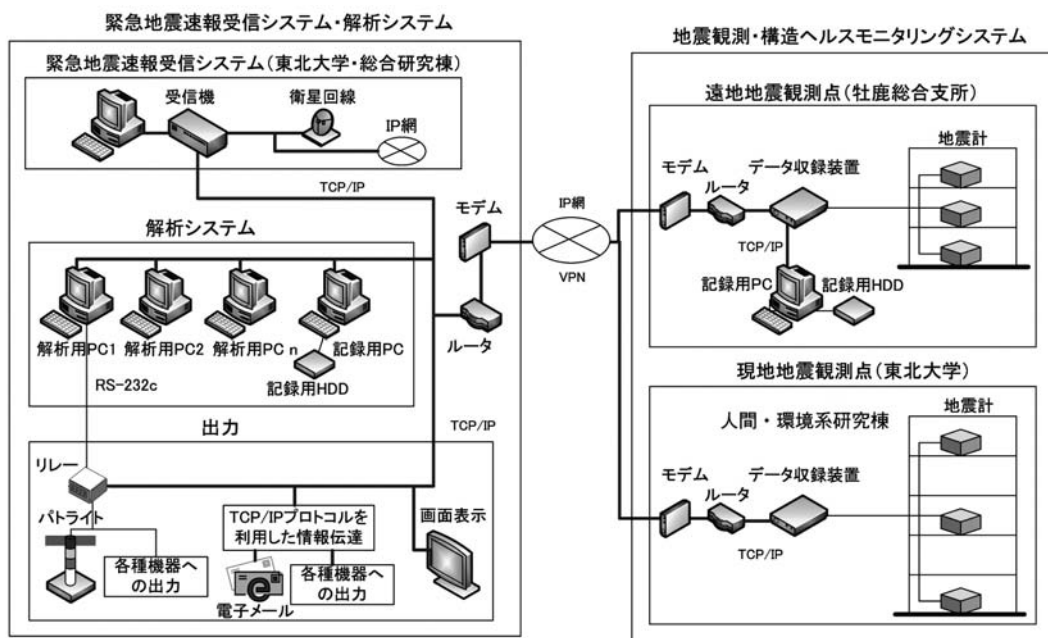 緊急地震速報受信システム・解析システム
緊急地震速報受信システム(東北大学・総合研究棟)
受信機
衛星回線
IP網
TCP/IP
解析システム
解析用PC1
解析用PC2
解析用PC n
記録用PC
記録用HDD
RS-232c
モデム
ルータ
出力
TCP/IP
リレー
パトライト
各種機器へ
の出力
TCP/IPプロトコルを
利用した情報伝達
電子メール
各種機器へ
の出力
画面表示
IP網
VPN
地震観測・構造ヘルスモニタリングシステム
遠地地震観測点(牡鹿総合支所)
地震計
モデム
ルータ
データ収録装置
TCP/IP
記録用PC
記録用HDD
現地地震観測点(東北大学)
人間・環境系研究棟
地震計
モデム
ルータ
データ収録装置
TCP/IP